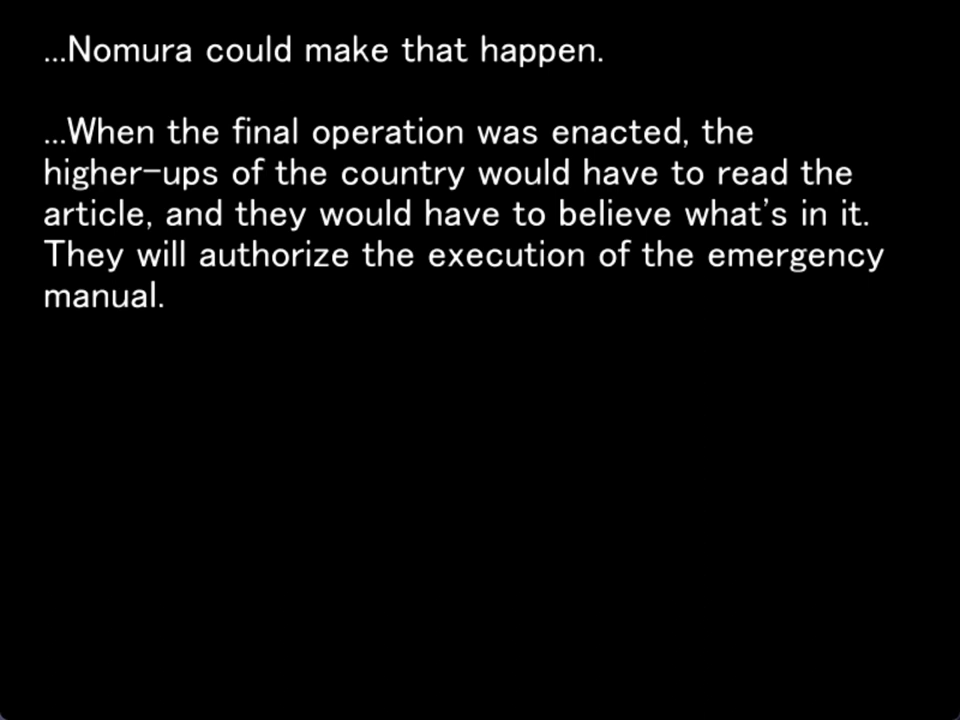 ...Nomura could make that happen.
...When the final operation was enacted, the
higher-ups of the country would have to read the
article, and they would have to believe what's in it.
They will authorize the execution of the emergency
manual.